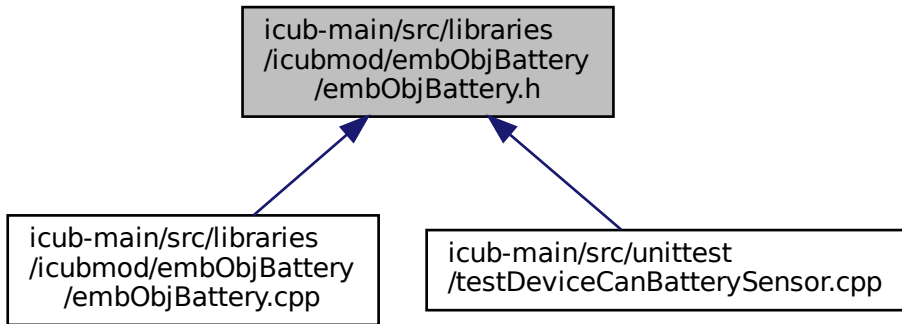 icub-main/src/libraries
/icubmod/embObjBattery
/embObjBattery.h
icub-main/src/libraries
/icubmod/embObjBattery
/embObjBattery.cpp
icub-main/src/unittest
/testDeviceCanBatterySensor.cpp